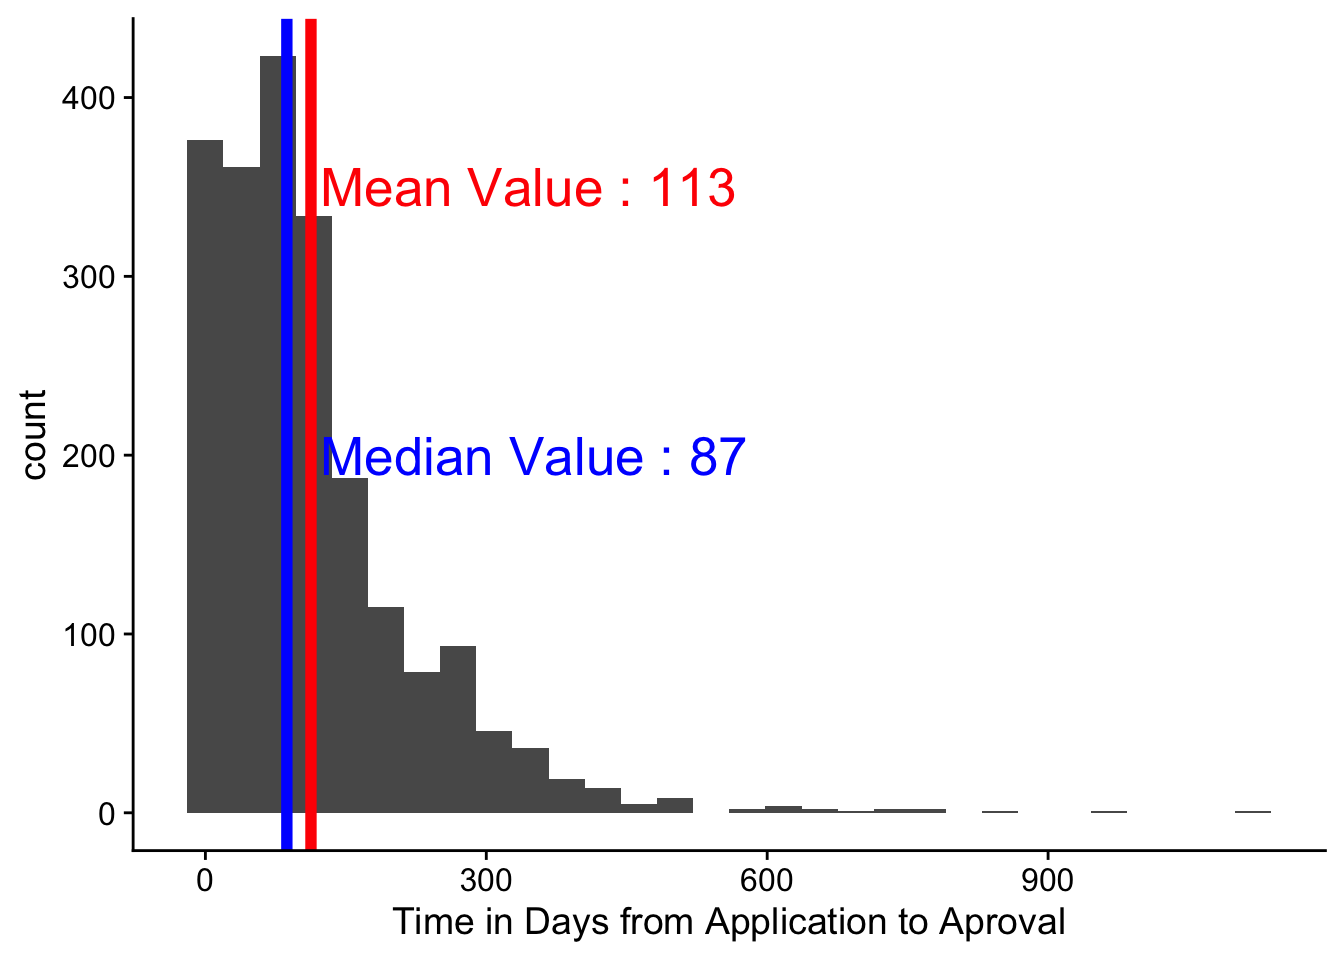 400
300
200
100
0
count
Mean Value : 113
Median Value : 87
0 300 600 900
Time in Days from Application to Aproval